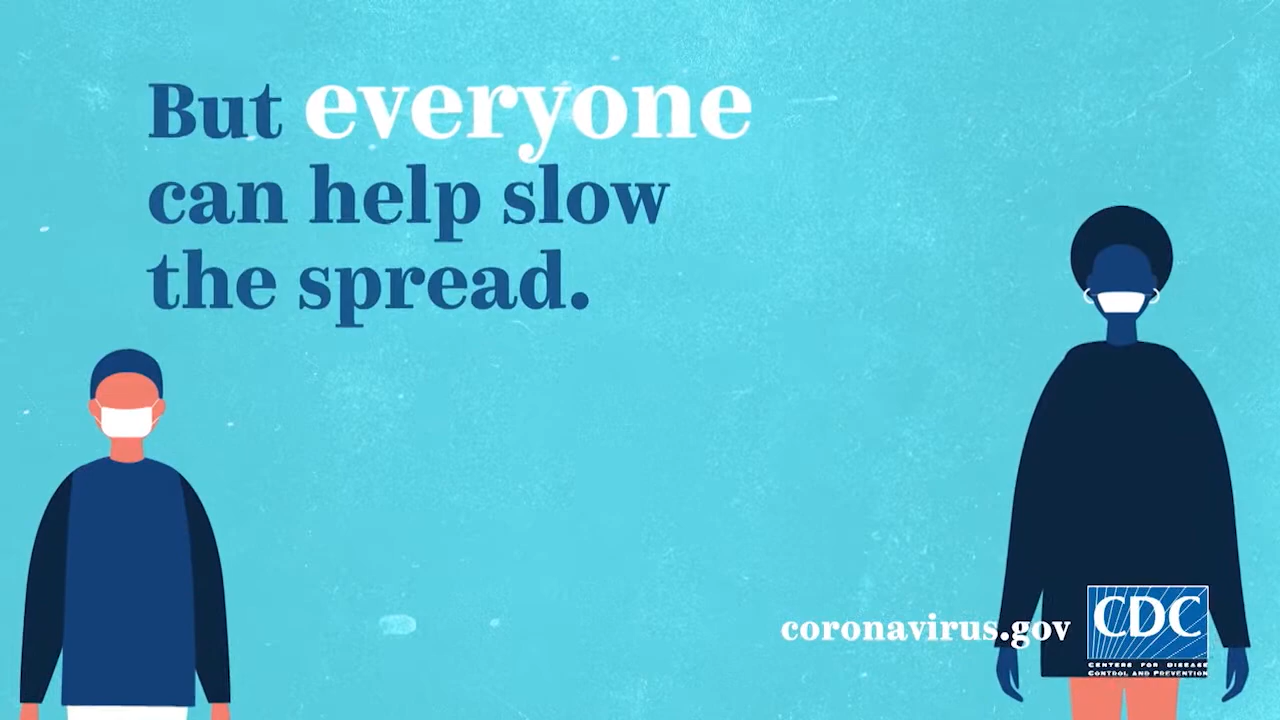 But everyone
can help slow
the spread.
coronavirus.gov
CDC
CENTERS FOR DISEASE
CONTROL AND PREVENTION